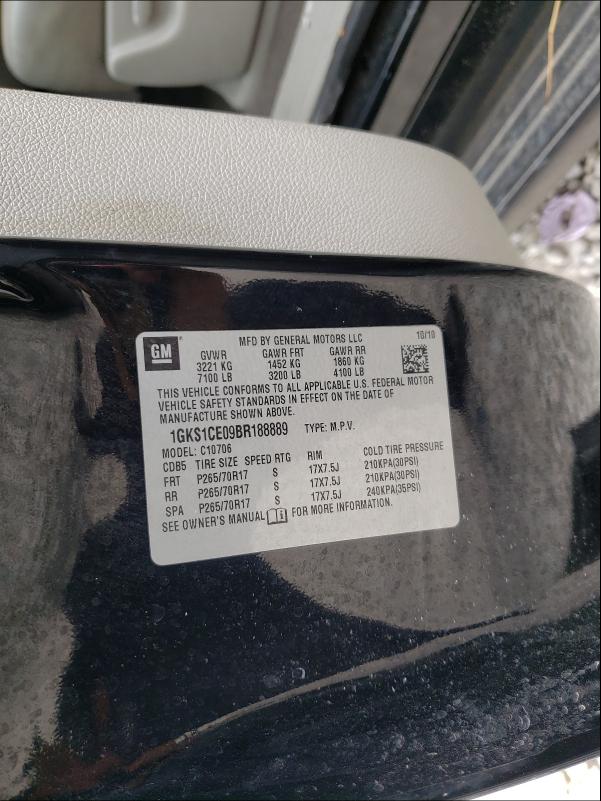 GM
MFD BY GENERAL MOTORS LLC 10/10
GVWR GAWR FRT GAWR RR
3221 KG 1452 KG 1860 KG
7100 LB 3200 LB 4100 LB
THIS VEHICLE CONFORMS TO ALL APPLICABLE U.S. FEDERAL MOTOR
VEHICLE SAFETY STANDARDS IN EFFECT ON THE DATE OF
MANUFACTURE SHOWN ABOVE.
1GKS1CE09BR188889 TYPE: M.P.V.
MODEL: C10706
CDB5 TIRE SIZE SPEED RTG RIM COLD TIRE PRESSURE
FRT P265/70R17 S 17X7.5J 210KPA(30PSI)
RR P265/70R17 S 17X7.5J 210KPA(30PSI)
SPA P265/70R17 S 17X7.5J 240KPA(35PSI)
SEE OWNER'S MANUAL FOR MORE INFORMATION.